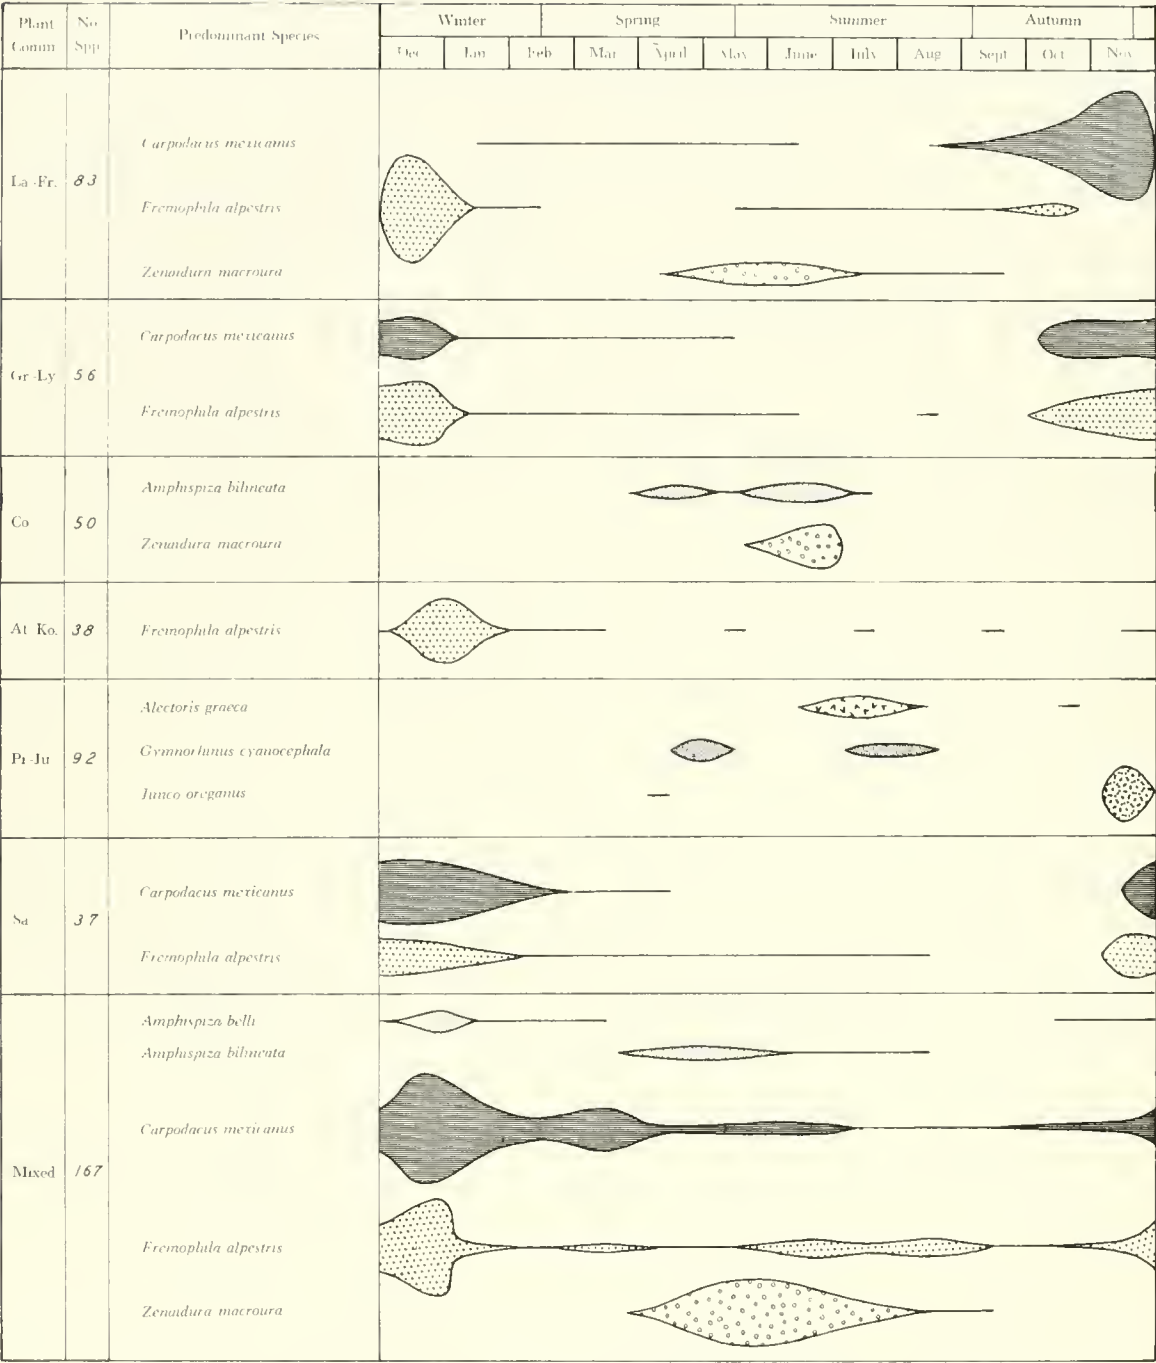 Plant Comm
No Spp
Predominant Species
Winter Spring Summer Autumn
Dec Jan Feb Mar April May June July Aug Sept Oct Nov
La-Fr. 83
Carpodacus mexicanus
Eremophila alpestris
Zenaidura macroura
Gr-Ly 56
Carpodacus mexicanus
Eremophila alpestris
Co 50
Amphispiza bilineata
Zenaidura macroura
At Ko. 38
Eremophila alpestris
Pi-Ju 92
Alectoris graeca
Gymnorhinus cyanocephala
Junco oreganus
Sa 37
Carpodacus mexicanus
Eremophila alpestris
Mixed 167
Amphispiza belli
Amphispiza bilineata
Carpodacus mexicanus
Eremophila alpestris
Zenaidura macroura